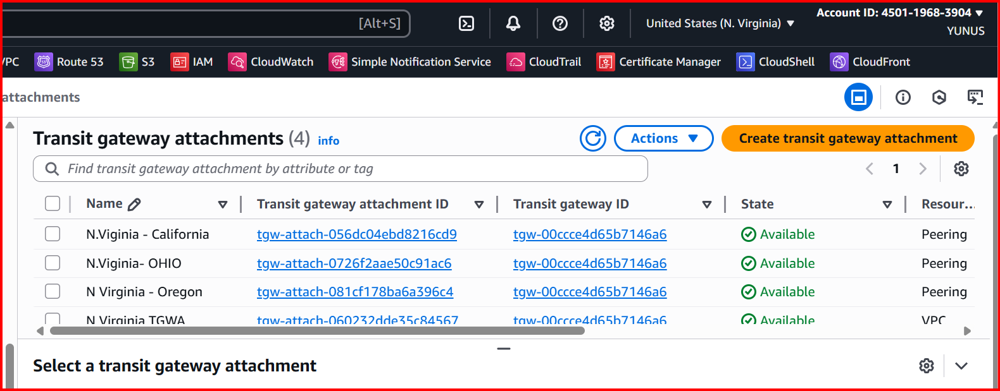 [Alt+S]
United States (N. Virginia) ▼
Account ID: 4501-1968-3904 ▼
YUNUS
VPC Route 53 S3 IAM CloudWatch Simple Notification Service CloudTrail Certificate Manager CloudShell CloudFront
attachments
Transit gateway attachments (4) info
Actions ▼
Create transit gateway attachment
Find transit gateway attachment by attribute or tag
1
Name Transit gateway attachment ID Transit gateway ID State Resour...
N.Viginia - California tgw-attach-056dc04ebd8216cd9 tgw-00ccce4d65b7146a6 Available Peering
N.Viginia- OHIO tgw-attach-0726f2aae50c91ac6 tgw-00ccce4d65b7146a6 Available Peering
N Virginia - Oregon tgw-attach-081cf178ba6a396c4 tgw-00ccce4d65b7146a6 Available Peering
N Virginia TGWA tgw-attach-060232dde35c84567 tgw-00ccce4d65b7146a6 Available VPC
Select a transit gateway attachment